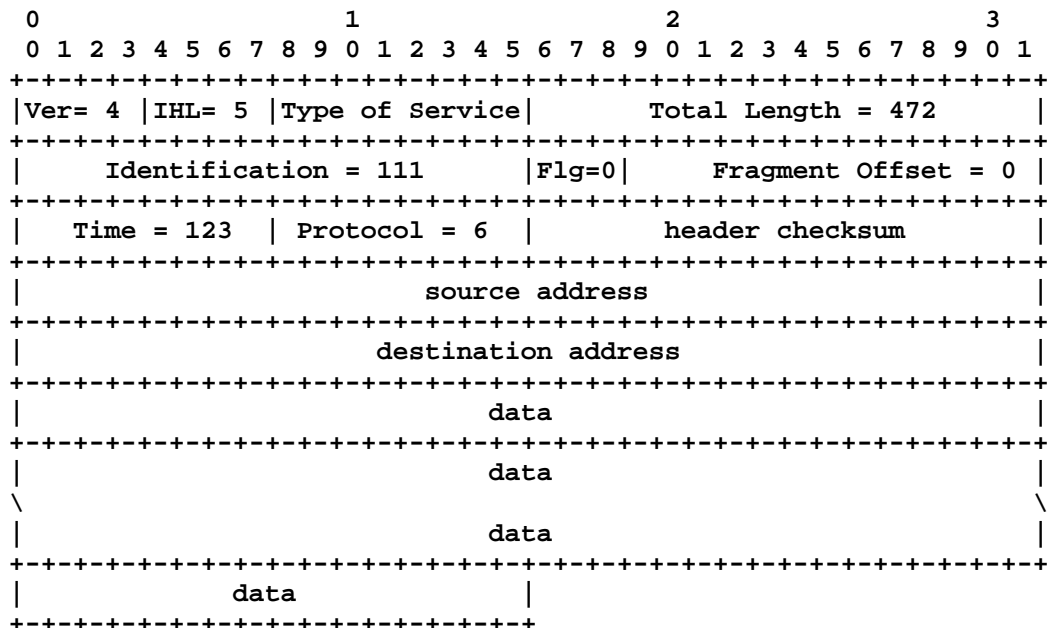 0                   1                   2                   3
0 1 2 3 4 5 6 7 8 9 0 1 2 3 4 5 6 7 8 9 0 1 2 3 4 5 6 7 8 9 0 1
+-+-+-+-+-+-+-+-+-+-+-+-+-+-+-+-+-+-+-+-+-+-+-+-+-+-+-+-+-+-+-+-+
|Ver= 4 |IHL= 5 |Type of Service|       Total Length = 472      |
+-+-+-+-+-+-+-+-+-+-+-+-+-+-+-+-+-+-+-+-+-+-+-+-+-+-+-+-+-+-+-+-+
|     Identification = 111      |Flg=0|     Fragment Offset = 0 |
+-+-+-+-+-+-+-+-+-+-+-+-+-+-+-+-+-+-+-+-+-+-+-+-+-+-+-+-+-+-+-+-+
|   Time = 123  | Protocol = 6  |        header checksum        |
+-+-+-+-+-+-+-+-+-+-+-+-+-+-+-+-+-+-+-+-+-+-+-+-+-+-+-+-+-+-+-+-+
|                         source address                        |
+-+-+-+-+-+-+-+-+-+-+-+-+-+-+-+-+-+-+-+-+-+-+-+-+-+-+-+-+-+-+-+-+
|                      destination address                      |
+-+-+-+-+-+-+-+-+-+-+-+-+-+-+-+-+-+-+-+-+-+-+-+-+-+-+-+-+-+-+-+-+
|                             data                              |
+-+-+-+-+-+-+-+-+-+-+-+-+-+-+-+-+-+-+-+-+-+-+-+-+-+-+-+-+-+-+-+-+
|                             data                              |
\                                                               \
|                             data                              |
+-+-+-+-+-+-+-+-+-+-+-+-+-+-+-+-+-+-+-+-+-+-+-+-+-+-+-+-+-+-+-+-+
|             data              |
+-+-+-+-+-+-+-+-+-+-+-+-+-+-+-+-+